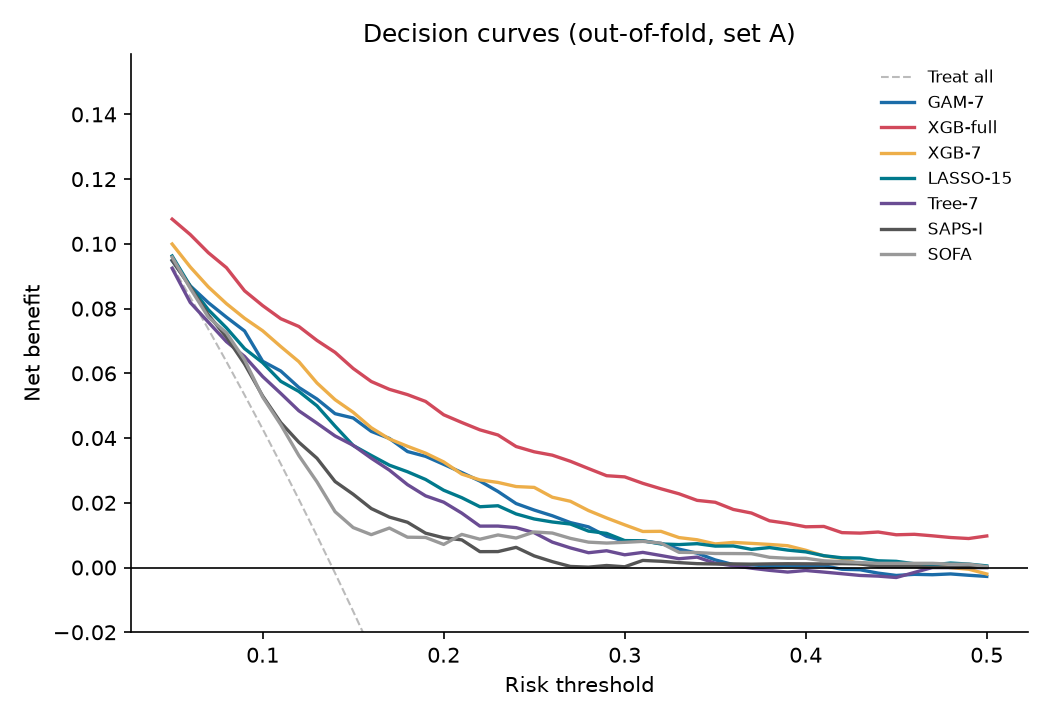 Decision curves (out-of-fold, set A)
Treat all
GAM-7
XGB-full
XGB-7
LASSO-15
Tree-7
SAPS-I
SOFA
Net benefit
0.14
0.12
0.10
0.08
0.06
0.04
0.02
0.00
−0.02
0.1 0.2 0.3 0.4 0.5
Risk threshold